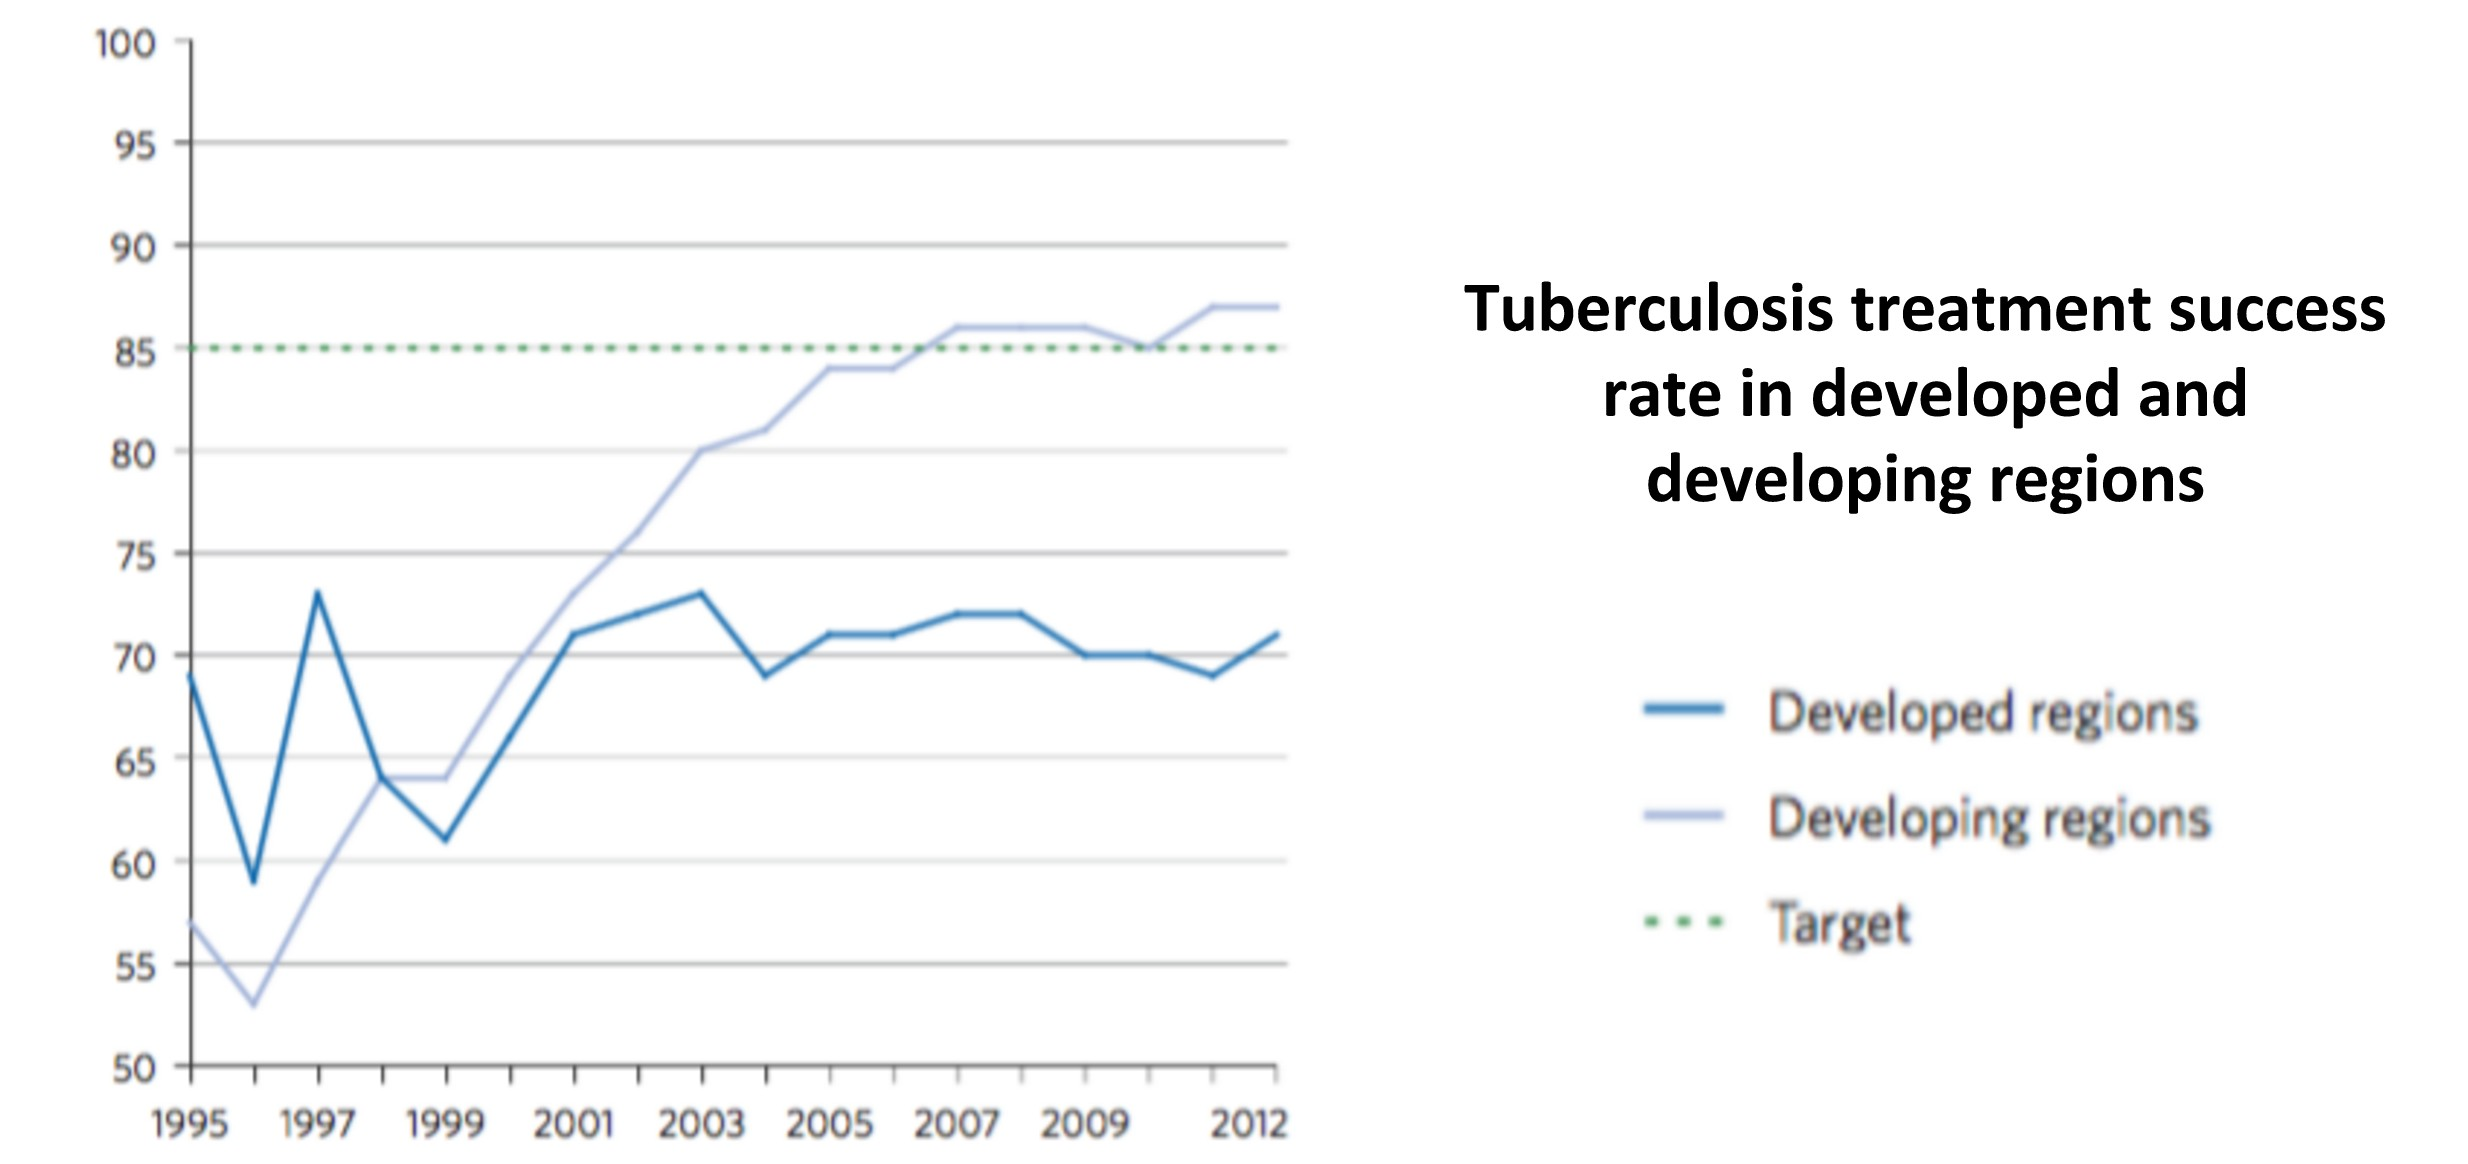 100
95
90
85
80
75
70
65
60
55
50
1995 1997 1999 2001 2003 2005 2007 2009 2012
Tuberculosis treatment success
rate in developed and
developing regions
Developed regions
Developing regions
Target